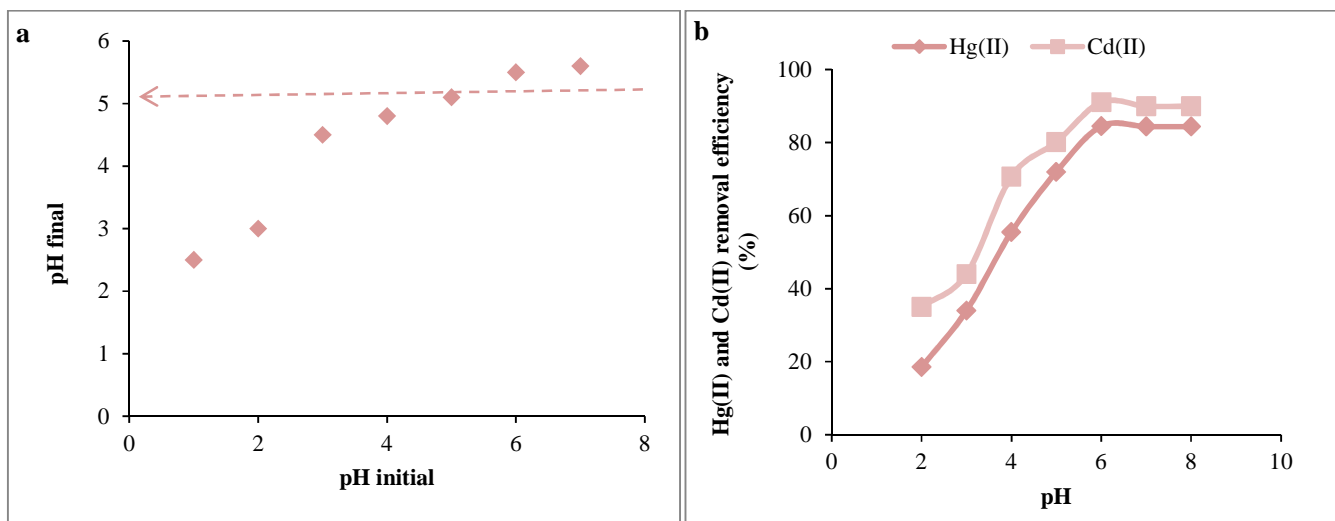 a
6
5
4
3
2
1
0
pH final
0 2 4 6 8
pH initial
b
Hg(II) Cd(II)
Hg(II) and Cd(II) removal efficiency
(%)
100
80
60
40
20
0
0 2 4 6 8 10
pH